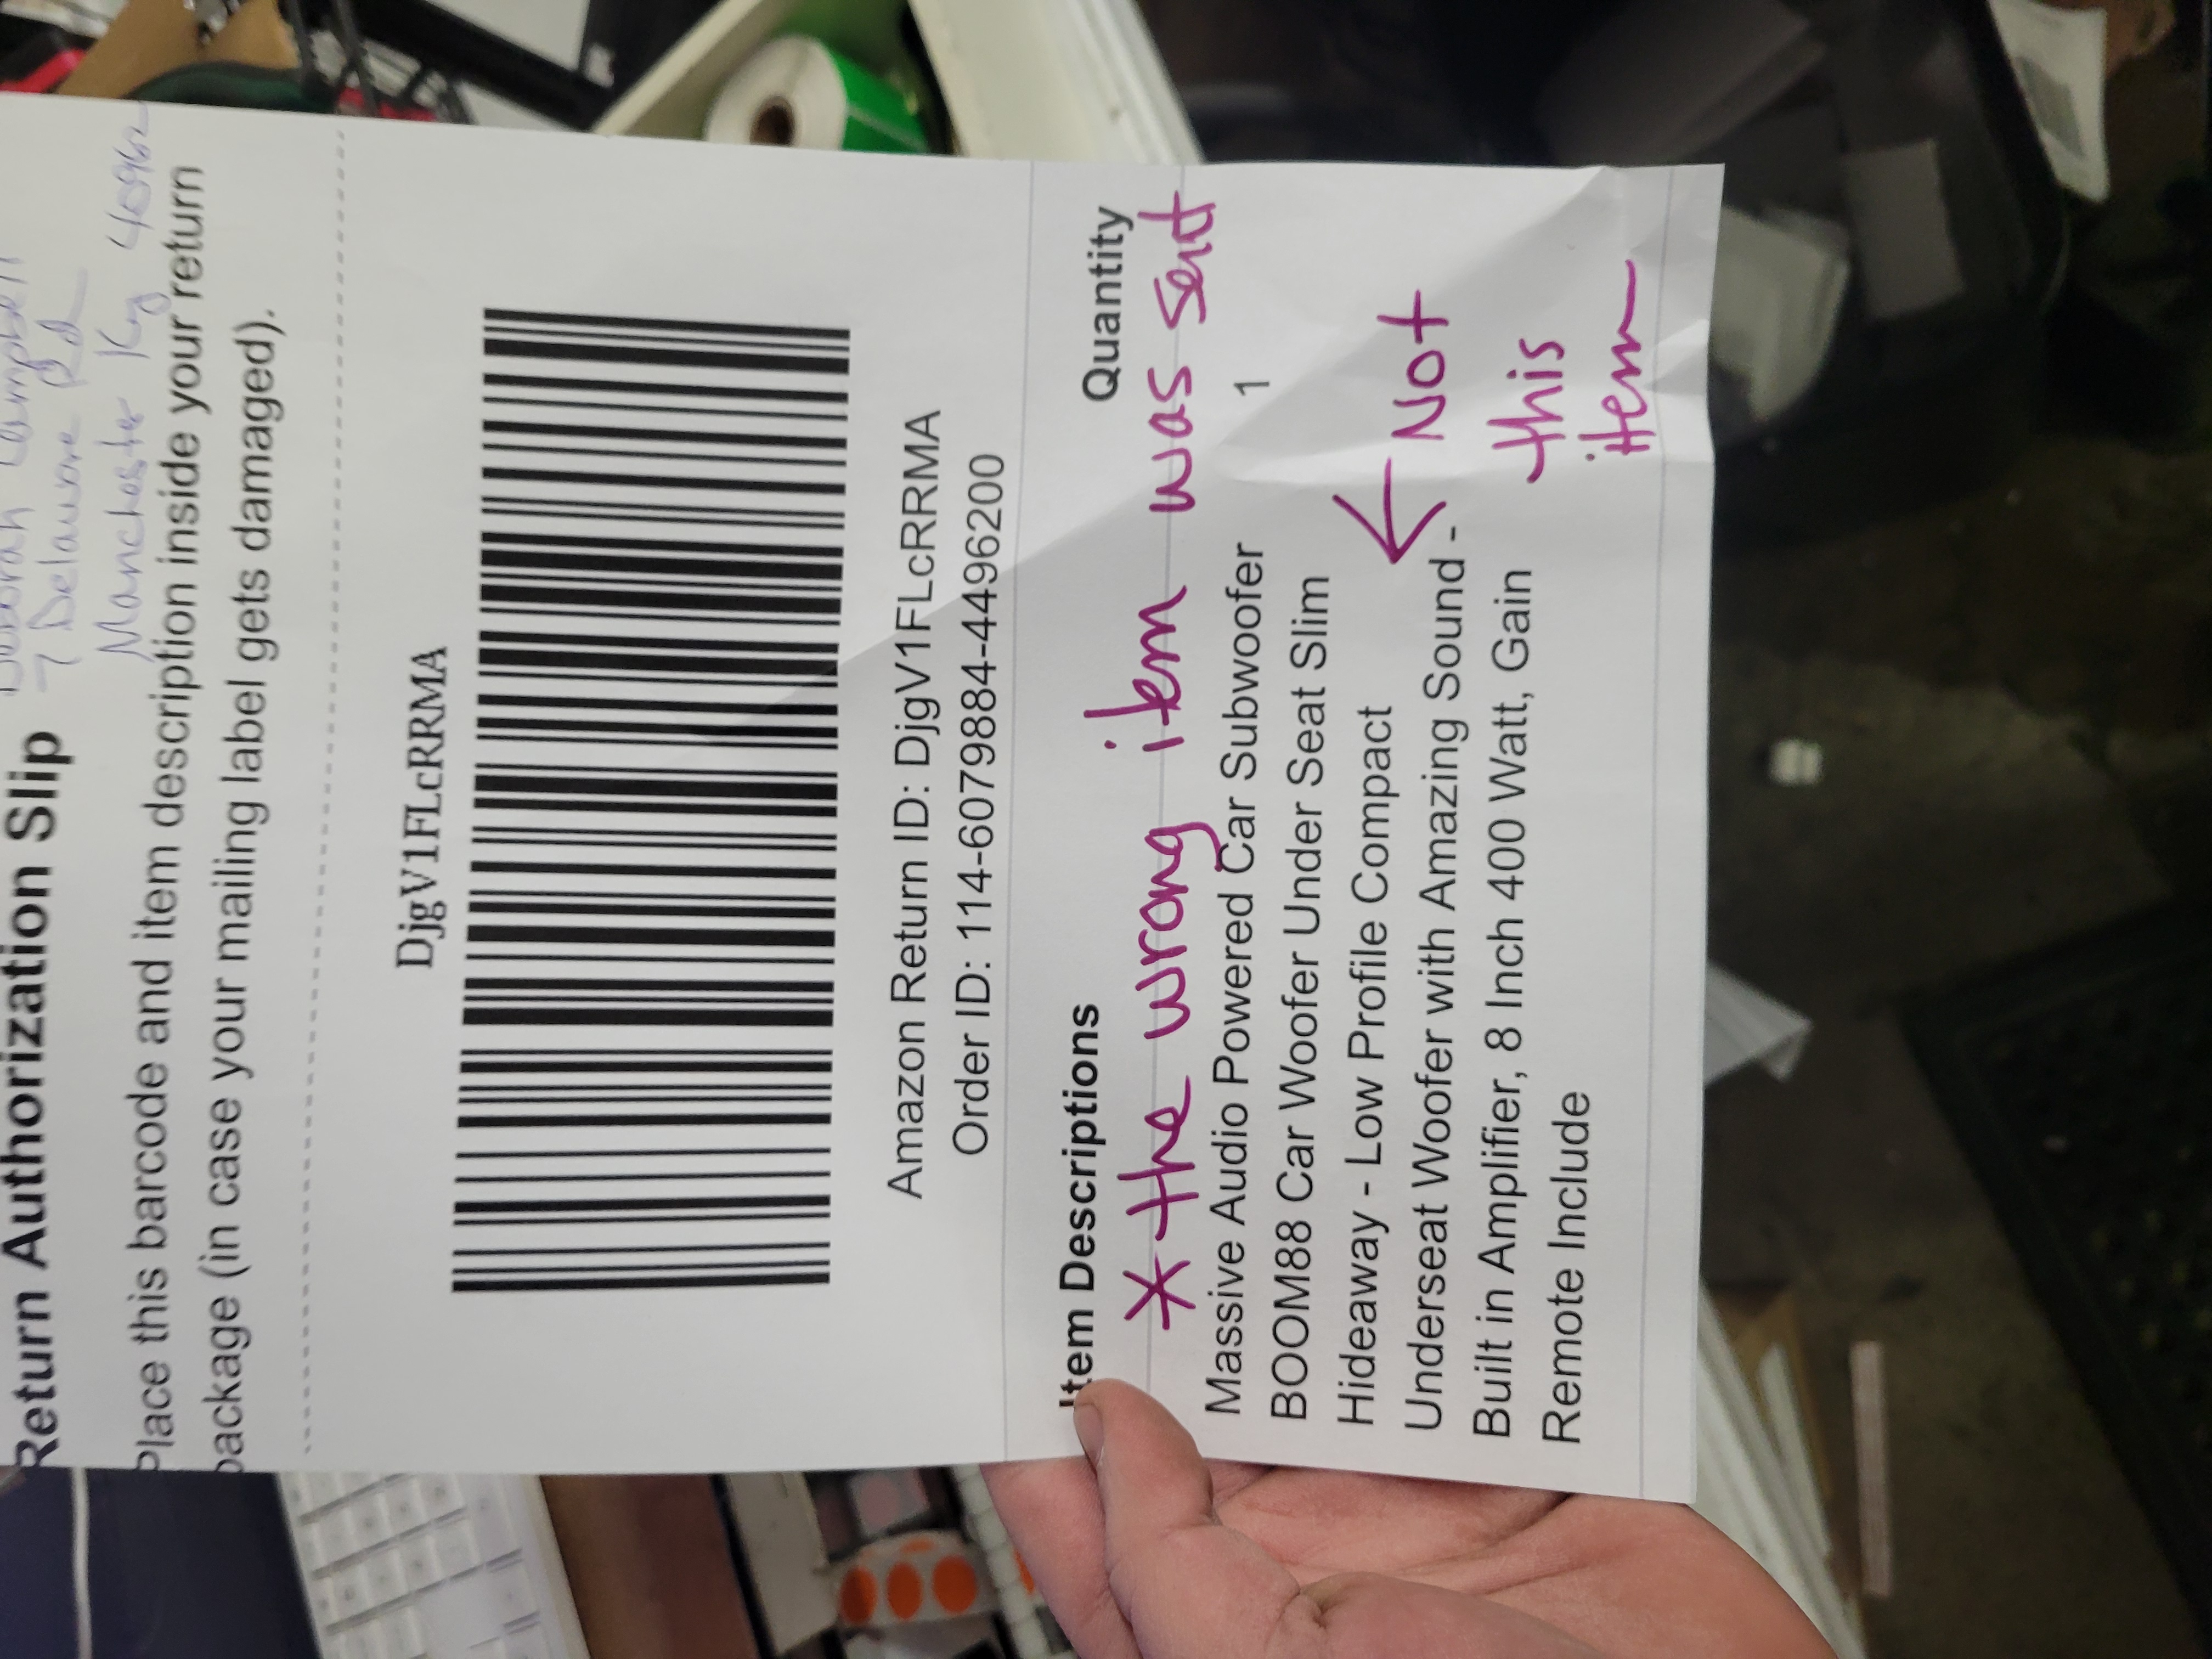 Return Authorization Slip
Delaware Rd
Manchester Ky 40962
Place this barcode and item description inside your return
package (in case your mailing label gets damaged).
DjgV1FLcRRMA
Amazon Return ID: DjgV1FLcRRMA
Order ID: 114-6079884-4496200
Item Descriptions Quantity
* the wrong item was sent
Massive Audio Powered Car Subwoofer 1
BOOM88 Car Woofer Under Seat Slim
Hideaway - Low Profile Compact
Underseat Woofer with Amazing Sound -
Built in Amplifier, 8 Inch 400 Watt, Gain
Remote Include
← Not
this
item